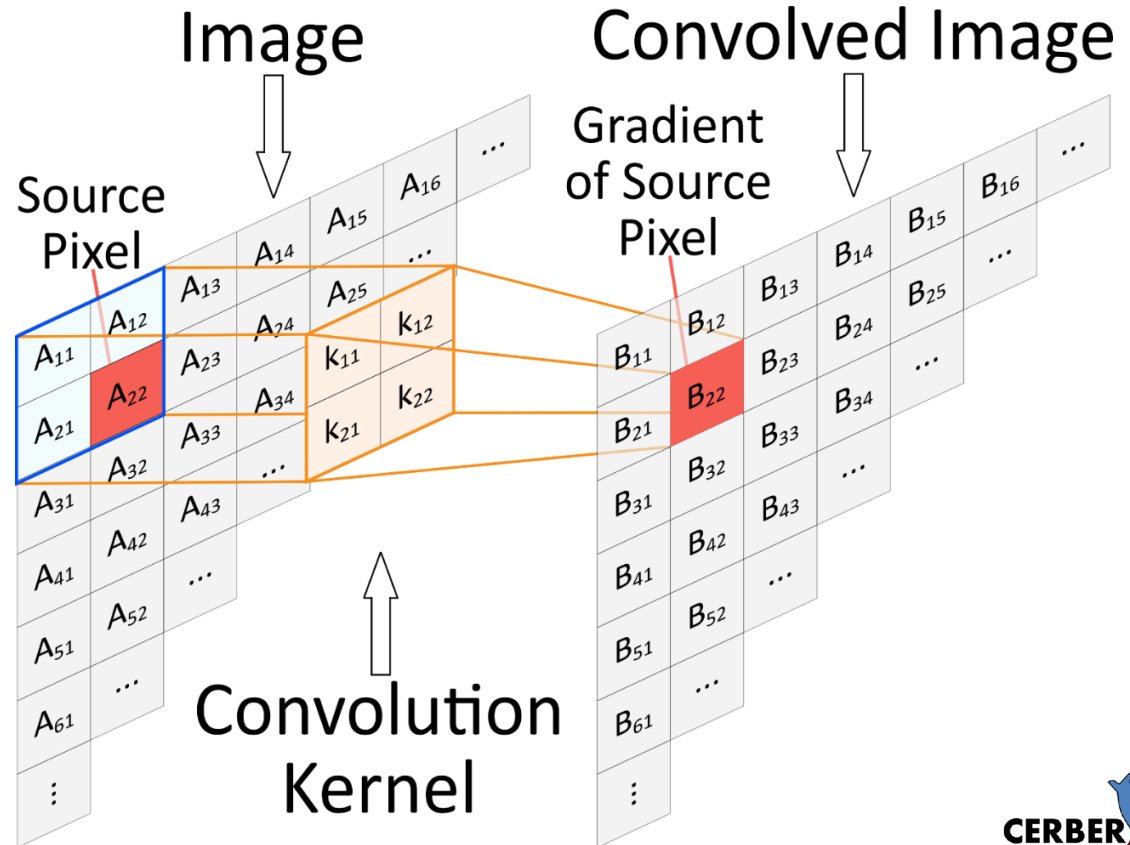 Image
Convolved Image
Source
Pixel
Gradient
of Source
Pixel
A₁₁ A₁₂ A₁₃ A₁₄ A₁₅ A₁₆ ...
A₂₁ A₂₂ A₂₃ A₂₄ A₂₅ ...
A₃₁ A₃₂ A₃₃ A₃₄
A₄₁ A₄₂ A₄₃ ...
A₅₁ A₅₂ ...
A₆₁ ...
⋮
k₁₁ k₁₂
k₂₁ k₂₂
Convolution
Kernel
B₁₁ B₁₂ B₁₃ B₁₄ B₁₅ B₁₆ ...
B₂₁ B₂₂ B₂₃ B₂₄ B₂₅ ...
B₃₁ B₃₂ B₃₃ B₃₄ ...
B₄₁ B₄₂ B₄₃ ...
B₅₁ B₅₂ ...
B₆₁ ...
⋮
CERBER